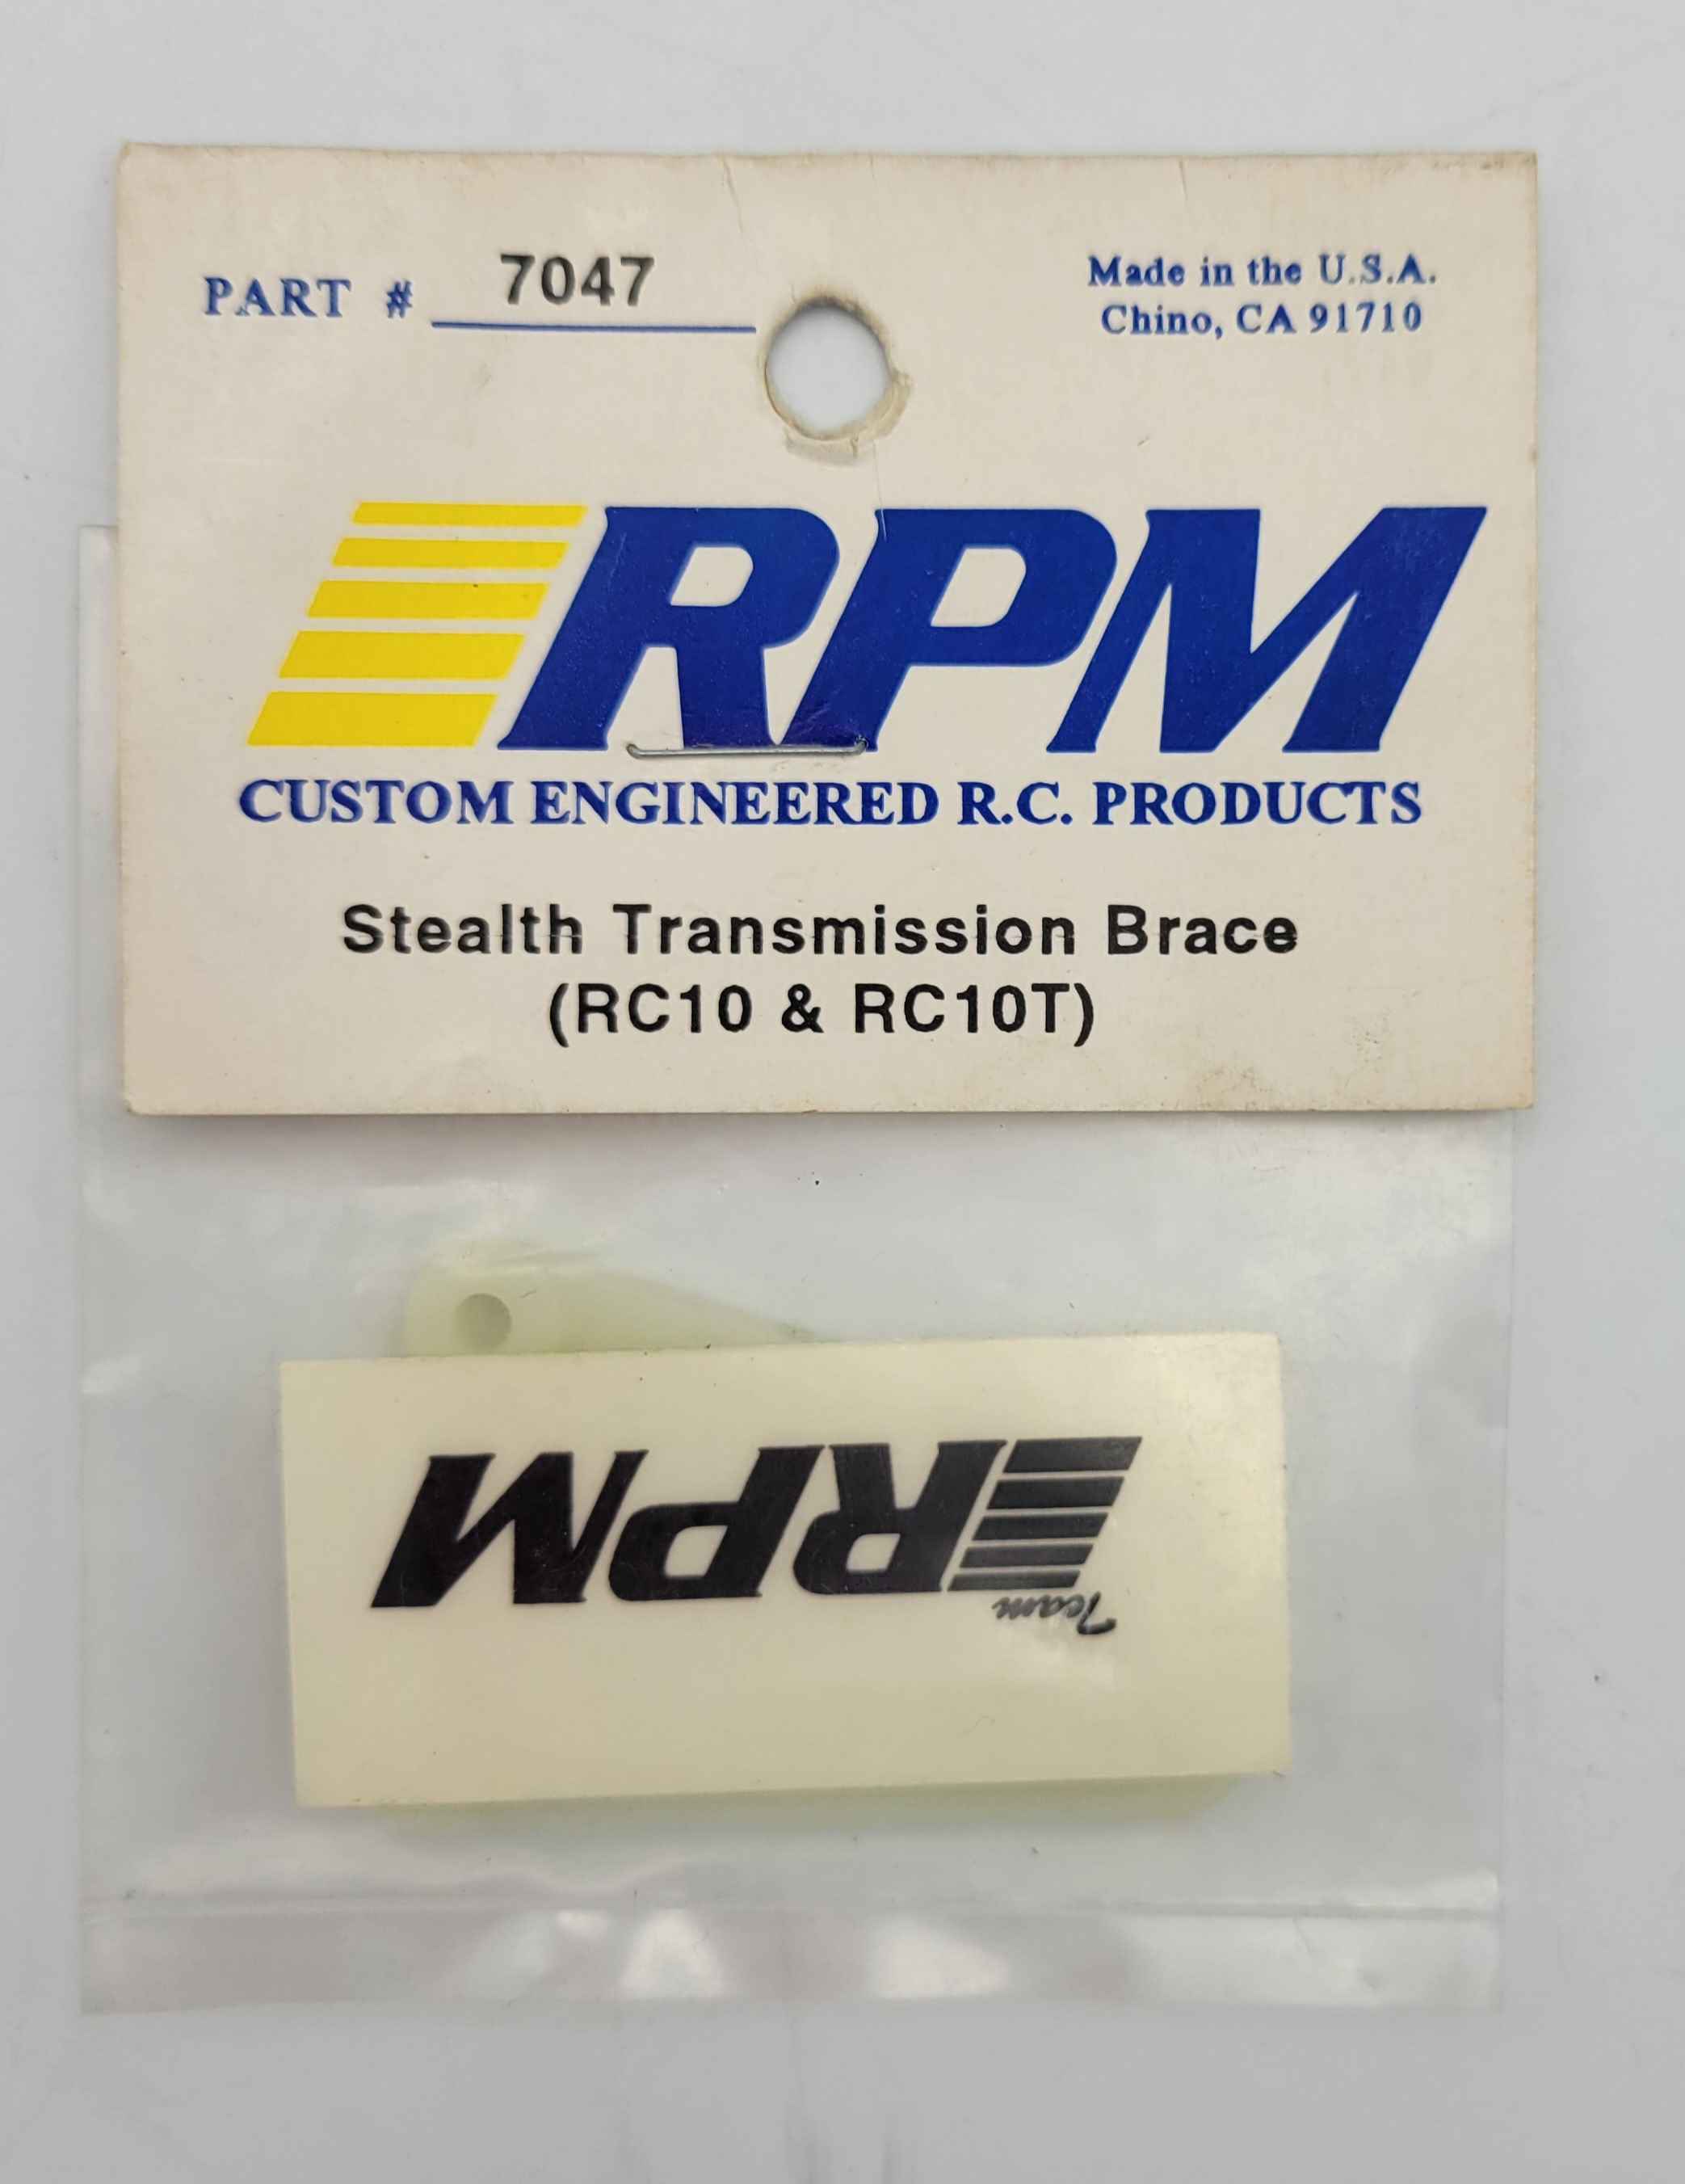 PART # 7047
Made in the U.S.A.
Chino, CA 91710
RPM
CUSTOM ENGINEERED R.C. PRODUCTS
Stealth Transmission Brace
(RC10 & RC10T)
Team
RPM